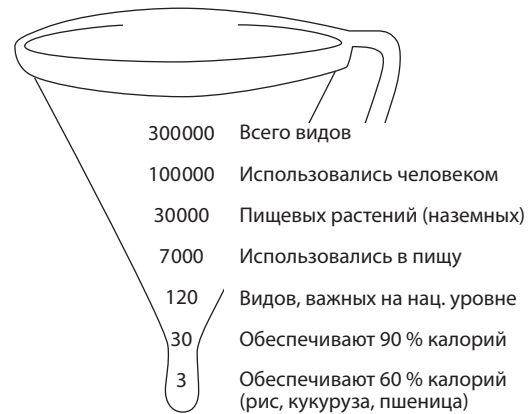 300000 Всего видов
100000 Использовались человеком
30000 Пищевых растений (наземных)
7000 Использовались в пищу
120 Видов, важных на нац. уровне
30 Обеспечивают 90 % калорий
3 Обеспечивают 60 % калорий
(рис, кукуруза, пшеница)